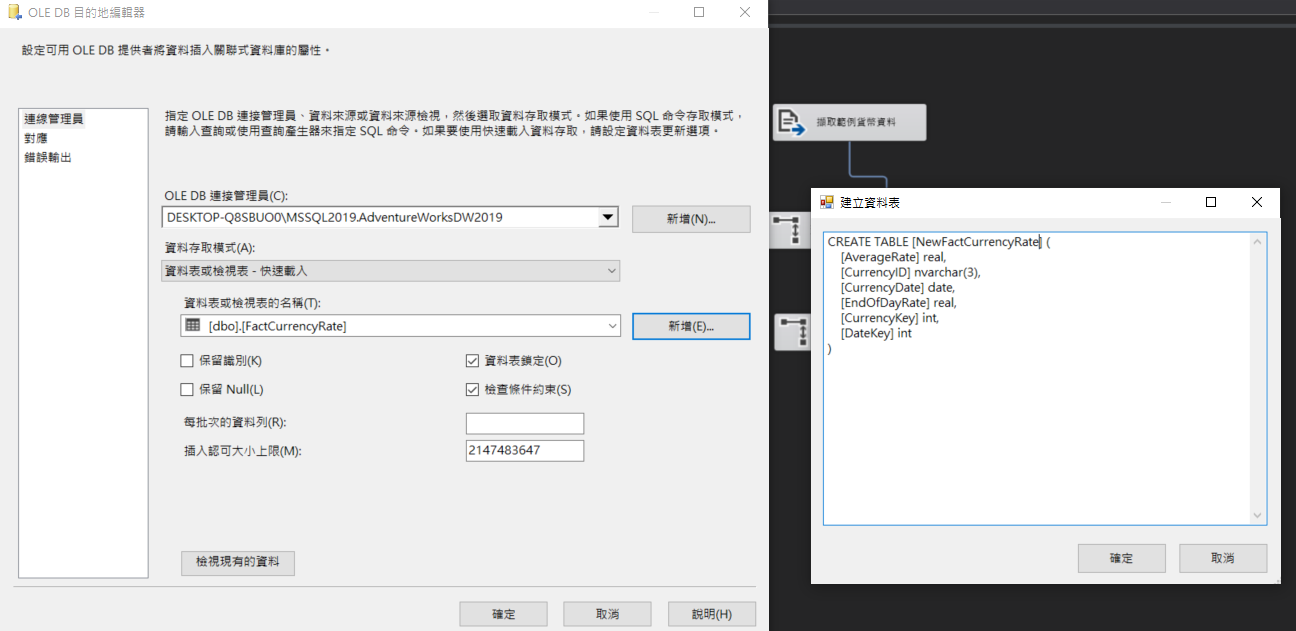 OLE DB 目的地編輯器
設定可用 OLE DB 提供者將資料插入關聯式資料庫的屬性。
連線管理員
對應
錯誤輸出
指定 OLE DB 連接管理員、資料來源或資料來源檢視，然後選取資料存取模式。如果使用 SQL 命令存取模式，
請輸入查詢或使用查詢產生器來指定 SQL 命令。如果要使用快速載入資料存取，請設定資料表更新選項。
OLE DB 連接管理員(C):
DESKTOP-Q8SBUO0\MSSQL2019.AdventureWorksDW2019
新增(N)...
資料存取模式(A):
資料表或檢視表 - 快速載入
資料表或檢視表的名稱(T):
[dbo].[FactCurrencyRate]
新增(E)...
保留識別(K)
資料表鎖定(O)
保留 Null(L)
檢查條件約束(S)
每批次的資料列(R):
插入認可大小上限(M):
2147483647
檢視現有的資料
確定
取消
說明(H)
擷取範例貨幣資料
建立資料表
CREATE TABLE [NewFactCurrencyRate] (
[AverageRate] real,
[CurrencyID] nvarchar(3),
[CurrencyDate] date,
[EndOfDayRate] real,
[CurrencyKey] int,
[DateKey] int
)
確定
取消